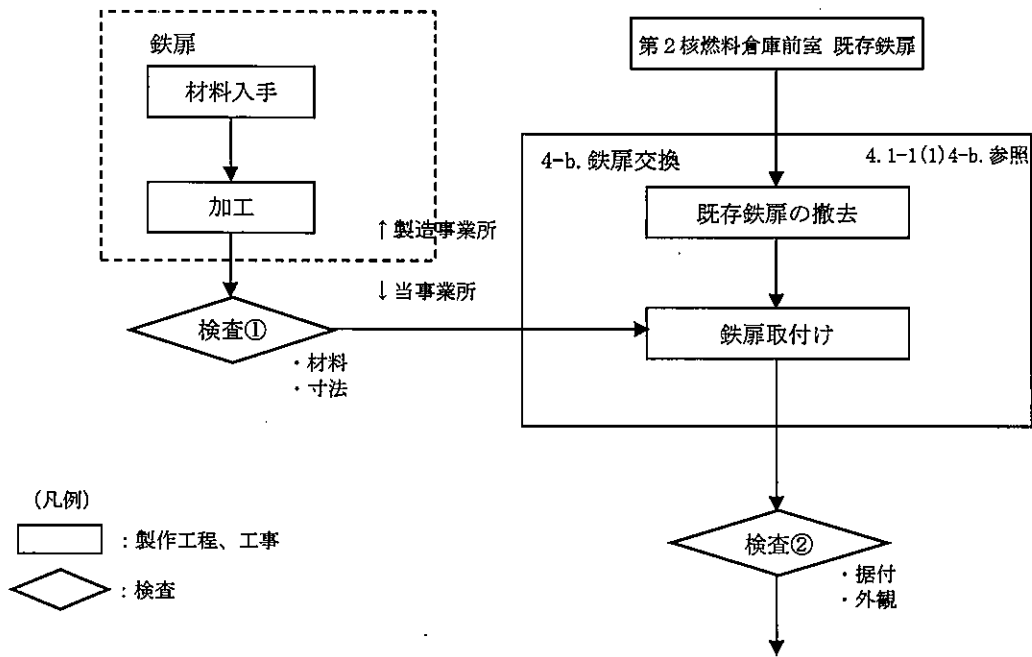 鉄扉
材料入手
加工
↑製造事業所
↓当事業所
検査①
・材料
・寸法
第2核燃料倉庫前室 既存鉄扉
4-b.鉄扉交換
4.1-1(1)4-b.参照
既存鉄扉の撤去
鉄扉取付け
検査②
・据付
・外観
(凡例)
：製作工程、工事
：検査